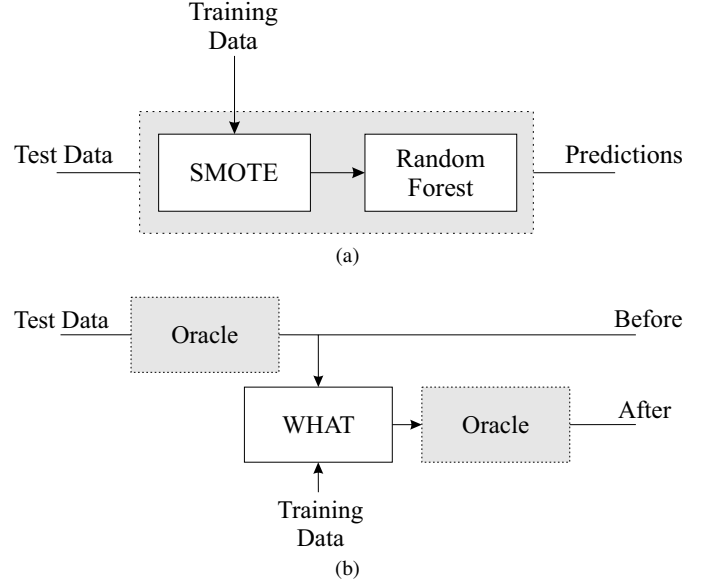 Training
Data
Test Data
SMOTE
Random
Forest
Predictions
(a)
Test Data
Oracle
Before
WHAT
Oracle
After
Training
Data
(b)